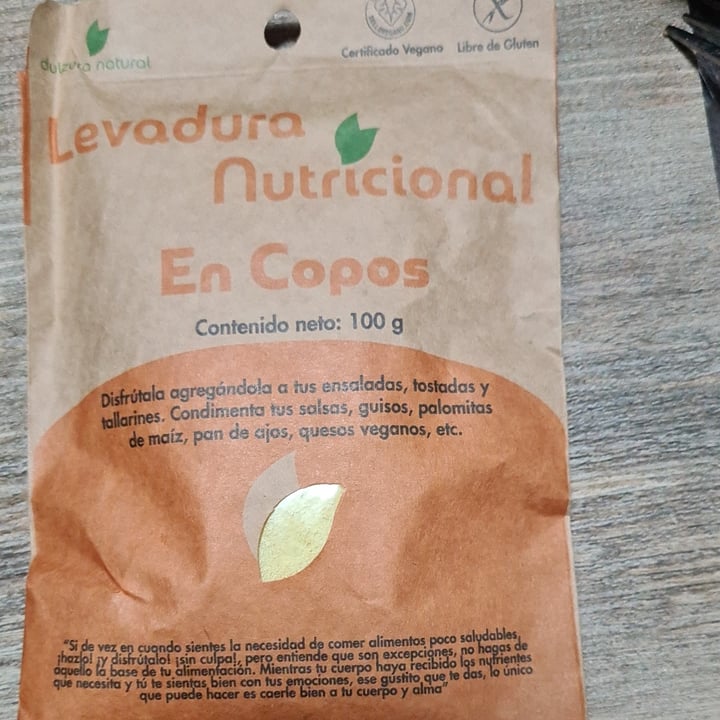 dulzura natural
Certificado Vegano
Libre de Gluten
Levadura
Nutricional
En Copos
Contenido neto: 100 g
Disfrútala agregándola a tus ensaladas, tostadas y
tallarines. Condimenta tus salsas, guisos, palomitas
de maíz, pan de ajos, quesos veganos, etc.
"Si de vez en cuando sientes la necesidad de comer alimentos poco saludables,
¡hazlo! ¡y disfrútalo! ¡sin culpa!, pero entiende que son excepciones, no hagas de
aquello la base de tu alimentación. Mientras tu cuerpo haya recibido los nutrientes
que necesita y tú te sientas bien con tus emociones, ese gustito que te das, lo único
que puede hacer es caerle bien a tu cuerpo y alma"